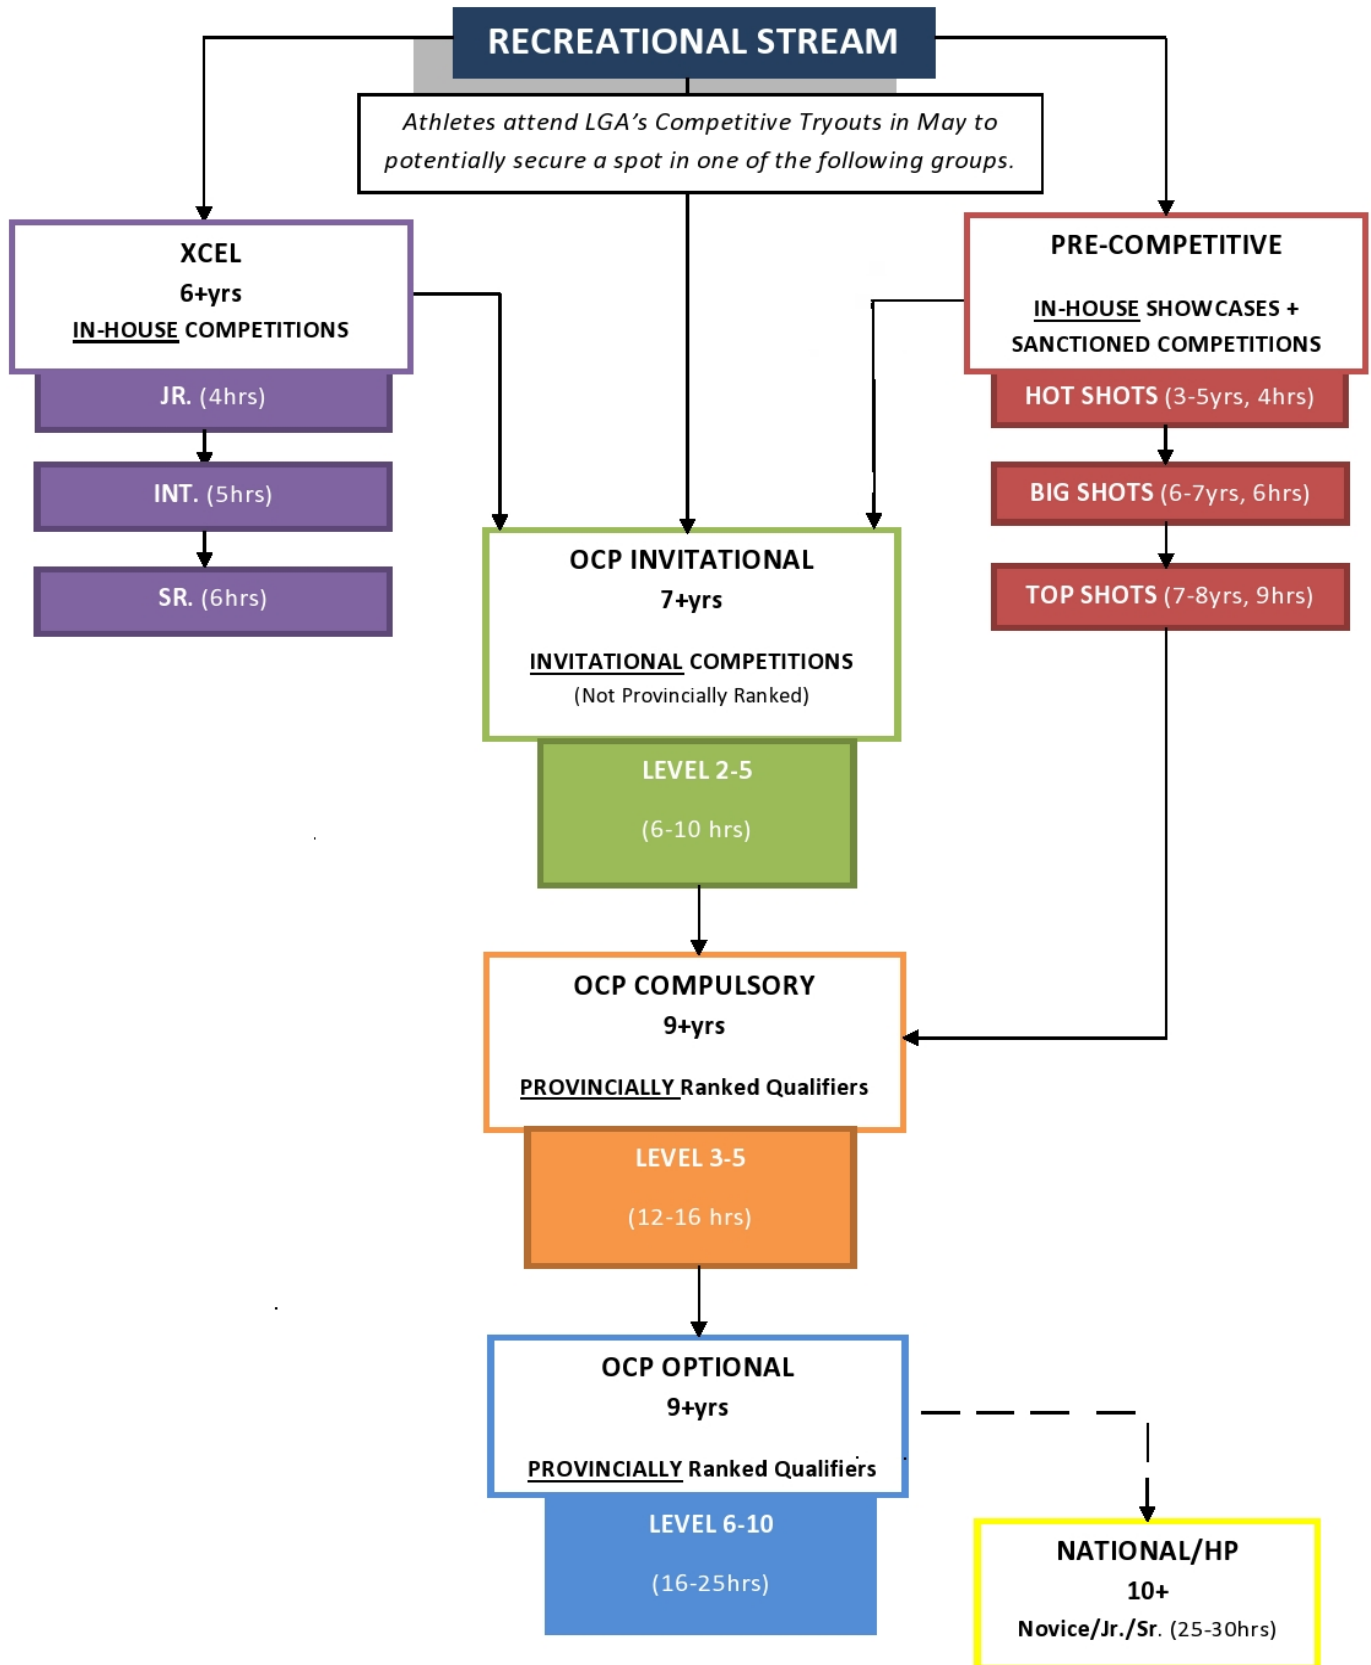 RECREATIONAL STREAM
Athletes attend LGA's Competitive Tryouts in May to
potentially secure a spot in one of the following groups.
XCEL
6+yrs
IN-HOUSE COMPETITIONS
JR. (4hrs)
INT. (5hrs)
SR. (6hrs)
PRE-COMPETITIVE
IN-HOUSE SHOWCASES +
SANCTIONED COMPETITIONS
HOT SHOTS (3-5yrs, 4hrs)
BIG SHOTS (6-7yrs, 6hrs)
TOP SHOTS (7-8yrs, 9hrs)
OCP INVITATIONAL
7+yrs
INVITATIONAL COMPETITIONS
(Not Provincially Ranked)
LEVEL 2-5
(6-10 hrs)
OCP COMPULSORY
9+yrs
PROVINCIALLY Ranked Qualifiers
LEVEL 3-5
(12-16 hrs)
OCP OPTIONAL
9+yrs
PROVINCIALLY Ranked Qualifiers
LEVEL 6-10
(16-25hrs)
NATIONAL/HP
10+
Novice/Jr./Sr. (25-30hrs)